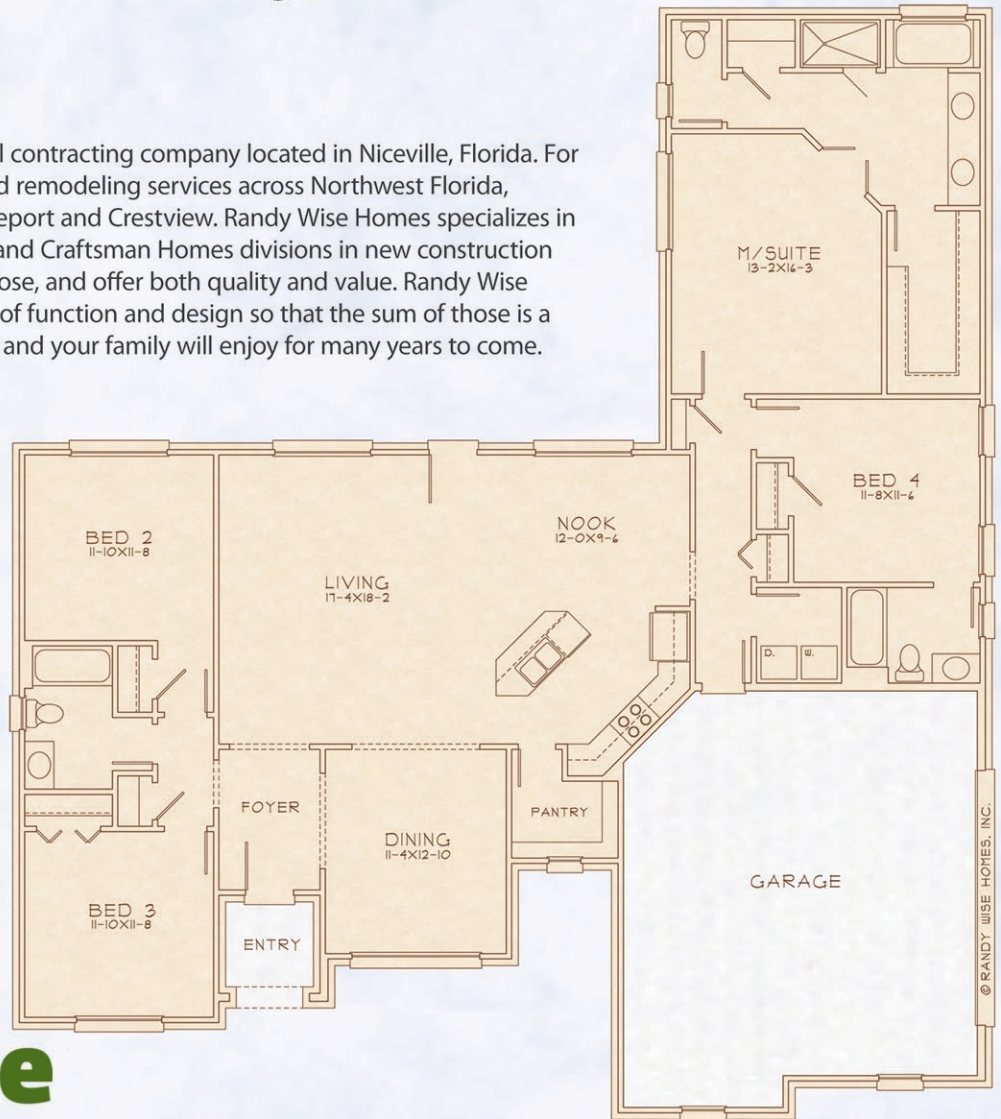 l contracting company located in Niceville, Florida. For
d remodeling services across Northwest Florida,
eport and Crestview. Randy Wise Homes specializes in
and Craftsman Homes divisions in new construction
ose, and offer both quality and value. Randy Wise
of function and design so that the sum of those is a
and your family will enjoy for many years to come.
M/SUITE
13-2X16-3
BED 4
11-8X11-6
BED 2
11-10X11-8
NOOK
12-0X9-6
LIVING
17-4X18-2
D.
W.
FOYER
PANTRY
DINING
11-4X12-10
GARAGE
BED 3
11-10X11-8
ENTRY
© RANDY WISE HOMES, INC.
e